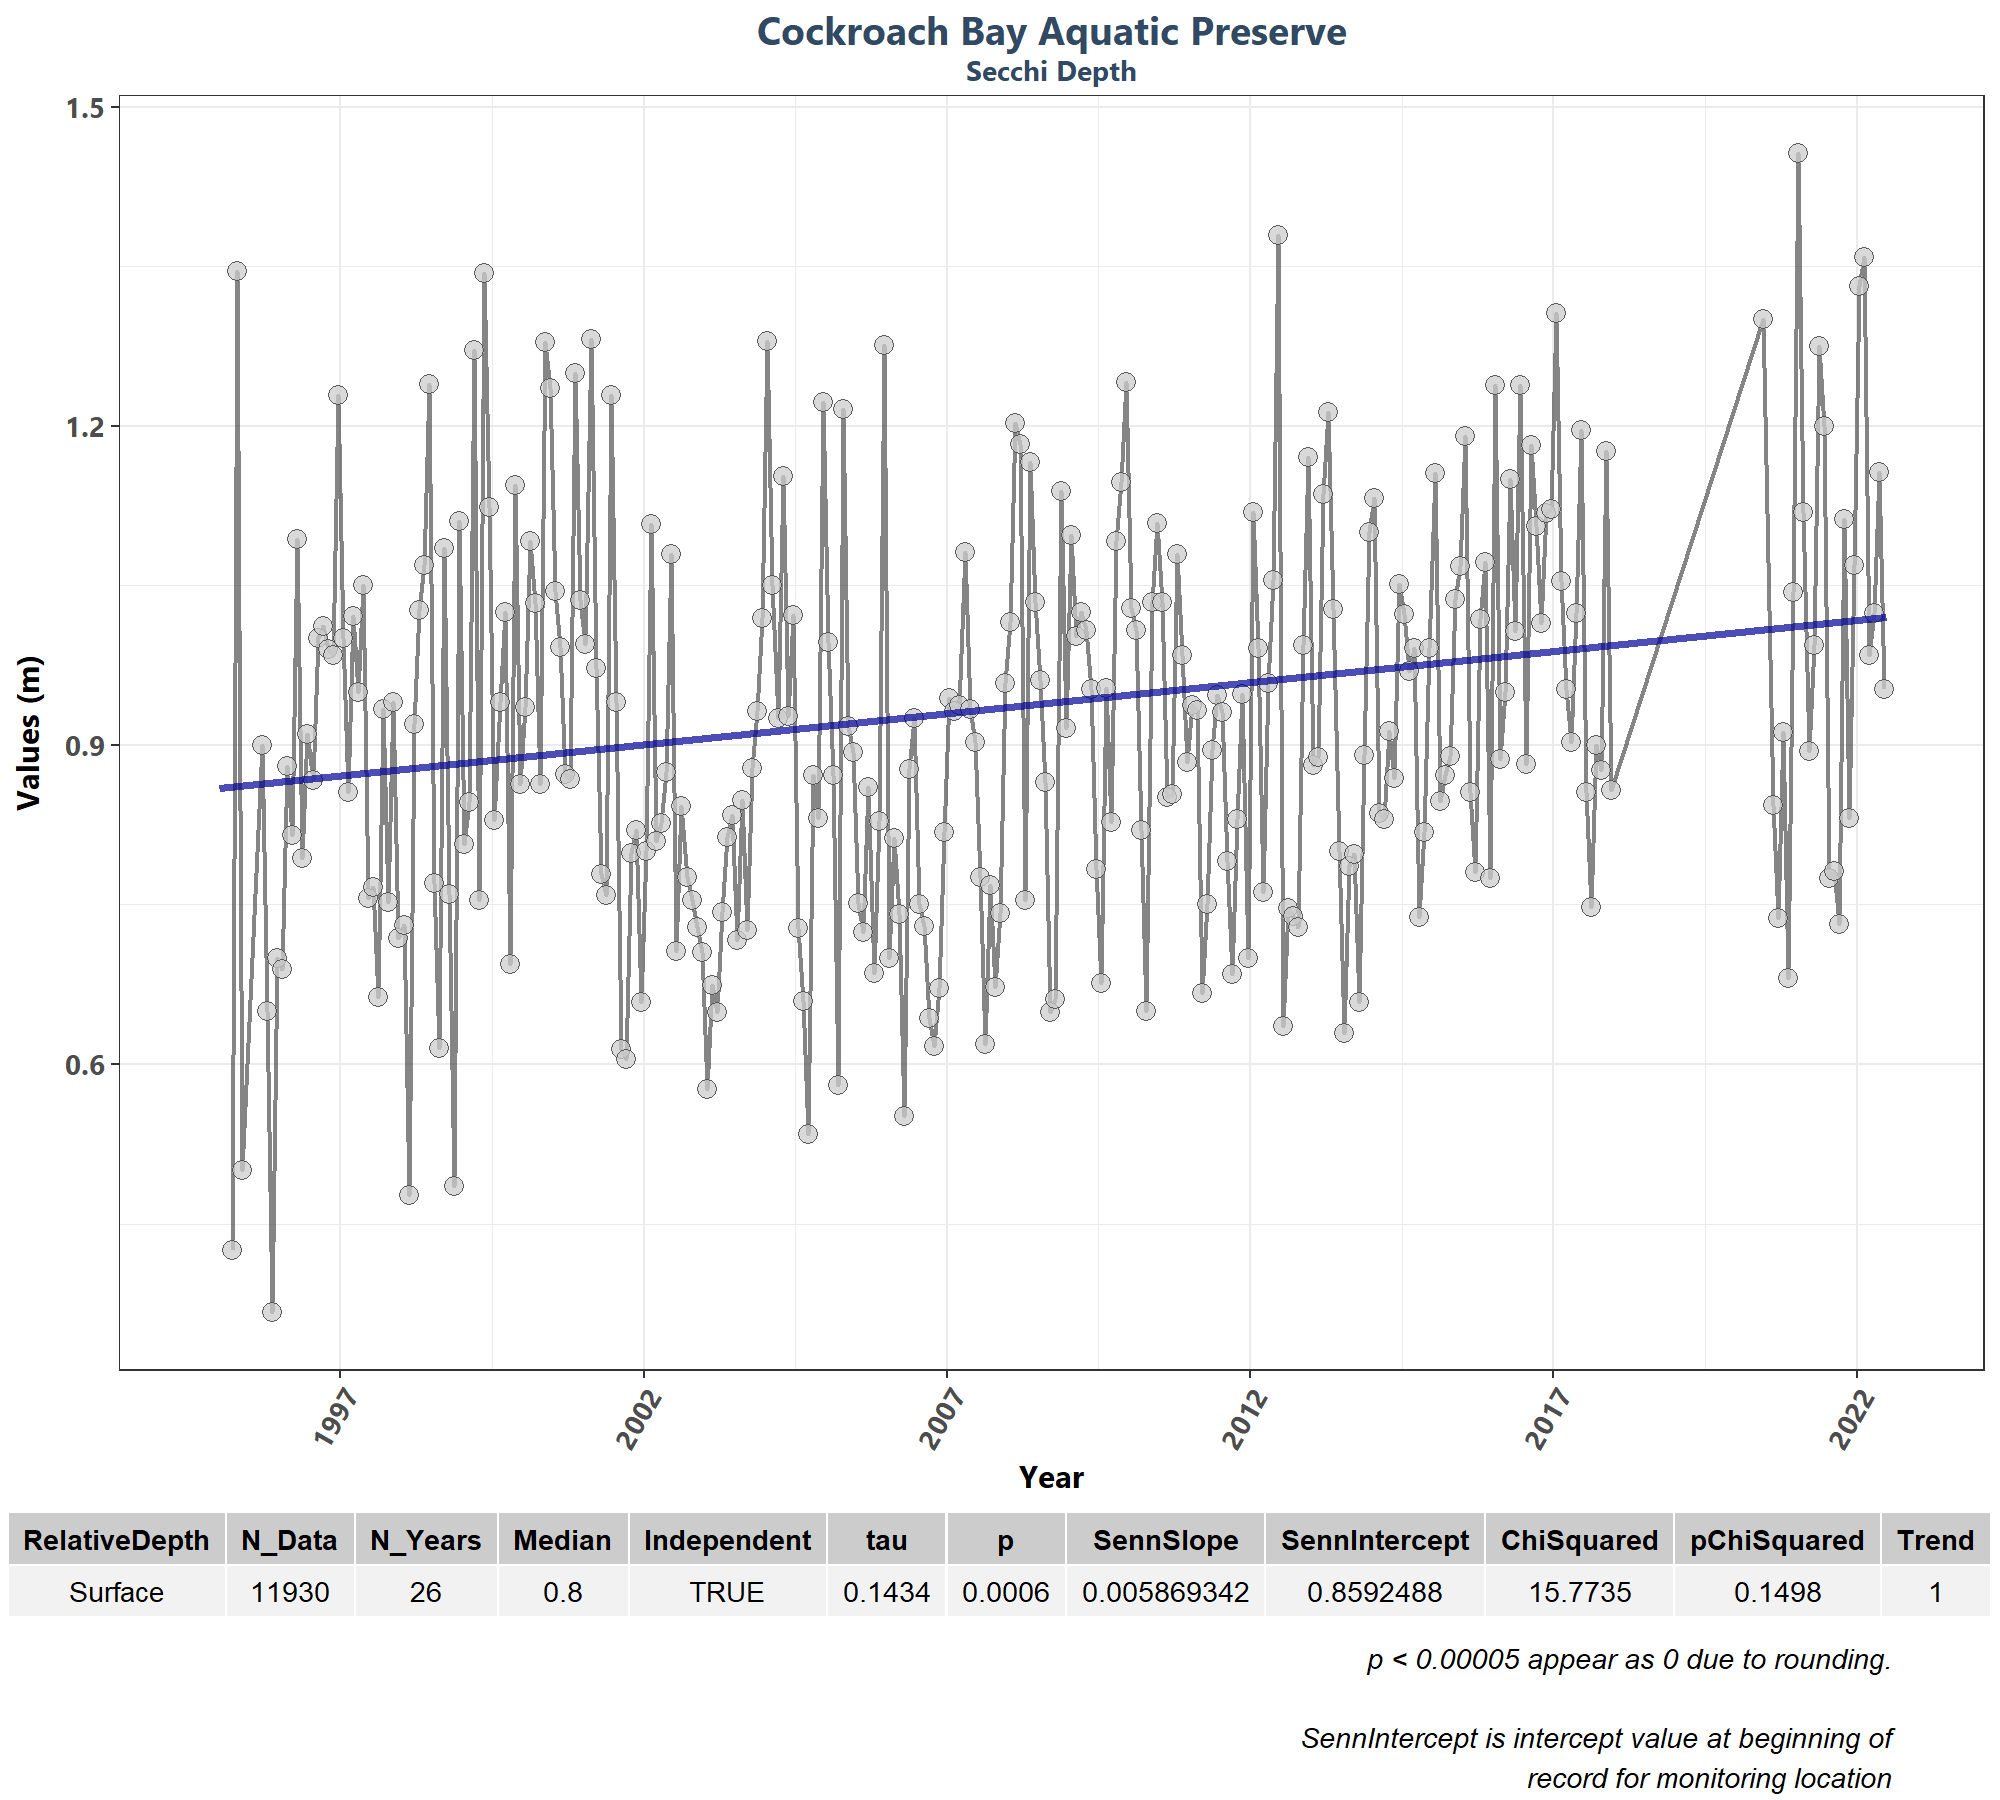 Cockroach Bay Aquatic Preserve
Secchi Depth
1.5
1.2
0.9
0.6
Values (m)
1997 2002 2007 2012 2017 2022
Year
RelativeDepth N_Data N_Years Median Independent tau p SennSlope SennIntercept ChiSquared pChiSquared Trend
Surface 11930 26 0.8 TRUE 0.1434 0.0006 0.005869342 0.8592488 15.7735 0.1498 1
p < 0.00005 appear as 0 due to rounding.
SennIntercept is intercept value at beginning of
record for monitoring location